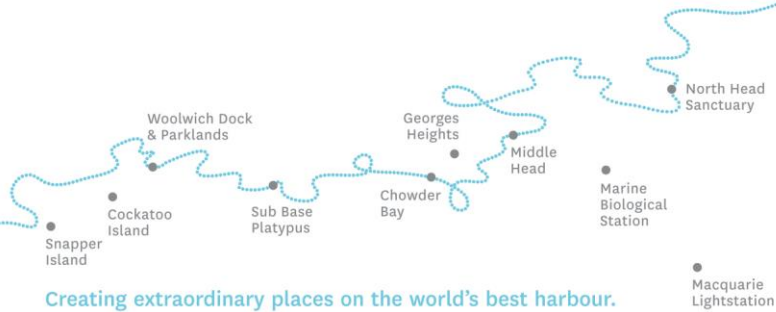 North Head
Sanctuary
Woolwich Dock
& Parklands
Georges
Heights
Middle
Head
Marine
Biological
Station
Chowder
Bay
Sub Base
Platypus
Cockatoo
Island
Snapper
Island
Macquarie
Lightstation
Creating extraordinary places on the world's best harbour.